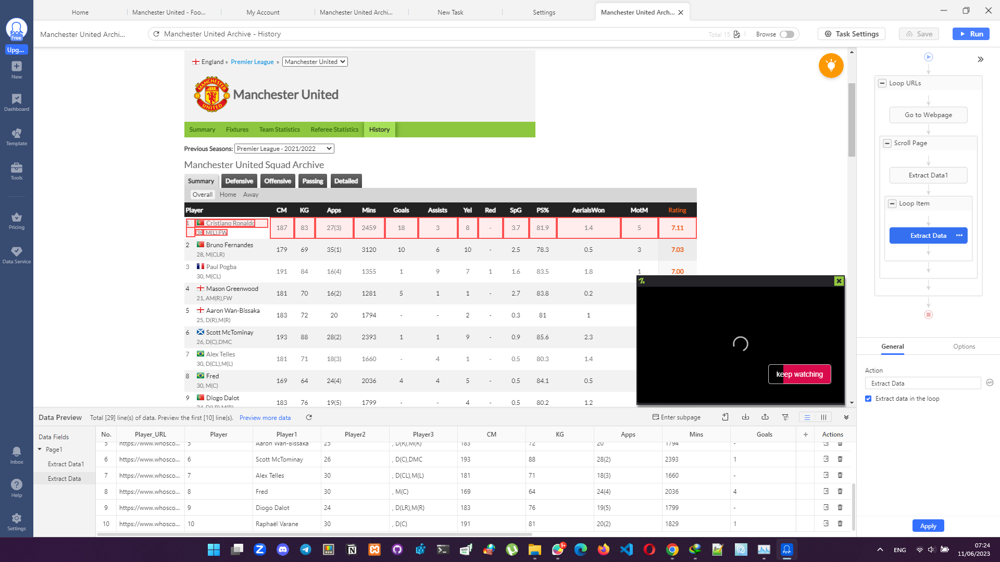 Home
Manchester United - Foo...
My Account
Manchester United Archi...
New Task
Settings
Manchester United Arch...
Free
Upg...
New
Dashboard
Template
Tools
Pricing
Data Service
Inbox
Help
Settings
Manchester United Archi...
Manchester United Archive - History
Total 15
Browse
Task Settings
Save
Run
England » Premier League » Manchester United
Manchester United
Summary Fixtures Team Statistics Referee Statistics History
Previous Seasons: Premier League - 2021/2022
Manchester United Squad Archive
Summary Defensive Offensive Passing Detailed
Overall Home Away
Player CM KG Apps Mins Goals Assists Yel Red SpG PS% AerialsWon MotM Rating
1 Cristiano Ronaldo 187 83 27(3) 2459 18 3 8 - 3.7 81.9 1.4 5 7.11
38, M(L),FW
2 Bruno Fernandes 179 69 35(1) 3120 10 6 10 - 2.5 78.3 0.5 3 7.03
28, M(CLR)
3 Paul Pogba 191 84 16(4) 1355 1 9 7 1 1.6 83.5 1.8 1 7.00
30, M(CL)
4 Mason Greenwood 181 70 16(2) 1281 5 1 1 - 2.7 83.8 0.2
21, AM(R),FW
5 Aaron Wan-Bissaka 183 72 20 1794 - - 2 - 0.3 81 1
25, D(R),M(R)
6 Scott McTominay 193 88 28(2) 2393 1 1 9 - 0.9 85.6 2.3
26, D(C),DMC
7 Alex Telles 181 71 18(3) 1660 - 4 1 - 0.5 80.3 1.4
30, D(CL),M(L)
8 Fred 169 64 24(4) 2036 4 4 5 - 0.5 84.1 0.5
30, M(C)
9 Diogo Dalot 183 76 19(5) 1799 - - 4 - 0.5 80.2 1.2
24, D(LR),M(R)
keep watching
Loop URLs
Go to Webpage
Scroll Page
Extract Data1
Loop Item
Extract Data ...
General Options
Action
Extract Data
API
Extract data in the loop
Apply
Data Preview Total [29] line(s) of data. Preview the first [10] line(s). Preview more data
Enter subpage
Data Fields
Page1
Extract Data1
Extract Data
No. Player_URL Player Player1 Player2 Player3 CM KG Apps Mins Goals + Actions
5 https://www.whosco... 5 Aaron Wan-Bissaka 25 , D(R),M(R) 183 72 20 1794 -
6 https://www.whosco... 6 Scott McTominay 26 , D(C),DMC 193 88 28(2) 2393 1
7 https://www.whosco... 7 Alex Telles 30 , D(CL),M(L) 181 71 18(3) 1660 -
8 https://www.whosco... 8 Fred 30 , M(C) 169 64 24(4) 2036 4
9 https://www.whosco... 9 Diogo Dalot 24 , D(LR),M(R) 183 76 19(5) 1799 -
10 https://www.whosco... 10 Raphaël Varane 30 , D(C) 191 81 20(2) 1829 1
9+
ENG
07:24
11/06/2023